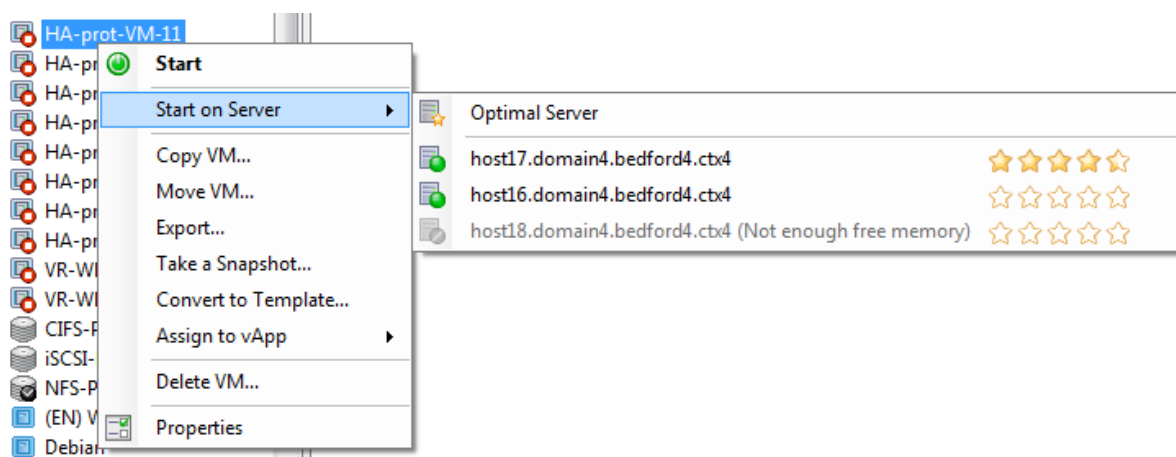 HA-prot-VM-11
HA-pr
HA-pr
HA-pr
HA-pr
HA-pr
HA-pr
HA-pr
VR-WI
VR-WI
CIFS-P
iSCSI-
NFS-P
(EN) W
Debian
Start
Start on Server
Copy VM...
Move VM...
Export...
Take a Snapshot...
Convert to Template...
Assign to vApp
Delete VM...
Properties
Optimal Server
host17.domain4.bedford4.ctx4
host16.domain4.bedford4.ctx4
host18.domain4.bedford4.ctx4 (Not enough free memory)